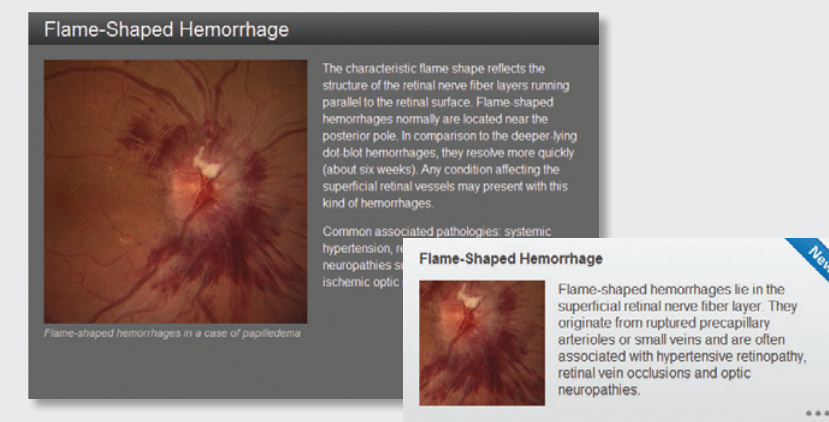 Flame-Shaped Hemorrhage
The characteristic flame shape reflects the
structure of the retinal nerve fiber layers running
parallel to the retinal surface. Flame-shaped
hemorrhages normally are located near the
posterior pole. In comparison to the deeper-lying
dot-blot hemorrhages, they resolve more quickly
(about six weeks). Any condition affecting the
superficial retinal vessels may present with this
kind of hemorrhages.
Common associated pathologies: systemic
hypertension,
neuropathies
ischemic optic
Flame-shaped hemorrhages in a case of papilledema
Flame-Shaped Hemorrhage
New
Flame-shaped hemorrhages lie in the
superficial retinal nerve fiber layer. They
originate from ruptured precapillary
arterioles or small veins and are often
associated with hypertensive retinopathy,
retinal vein occlusions and optic
neuropathies.